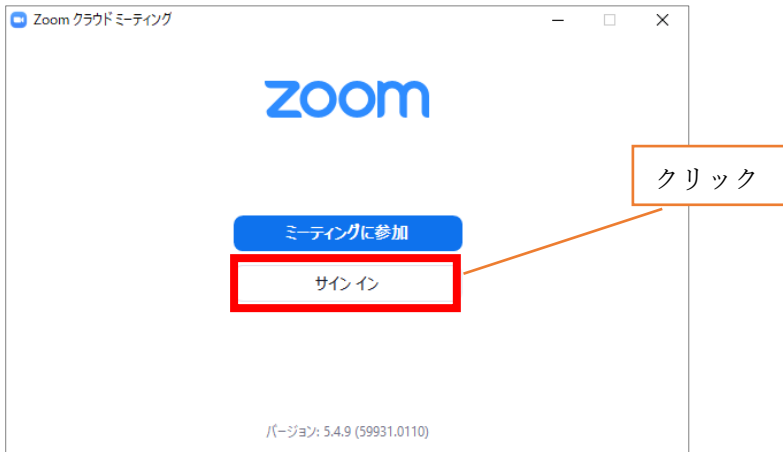 Zoom クラウド ミーティング
zoom
クリック
ミーティングに参加
サイン イン
バージョン: 5.4.9 (59931.0110)